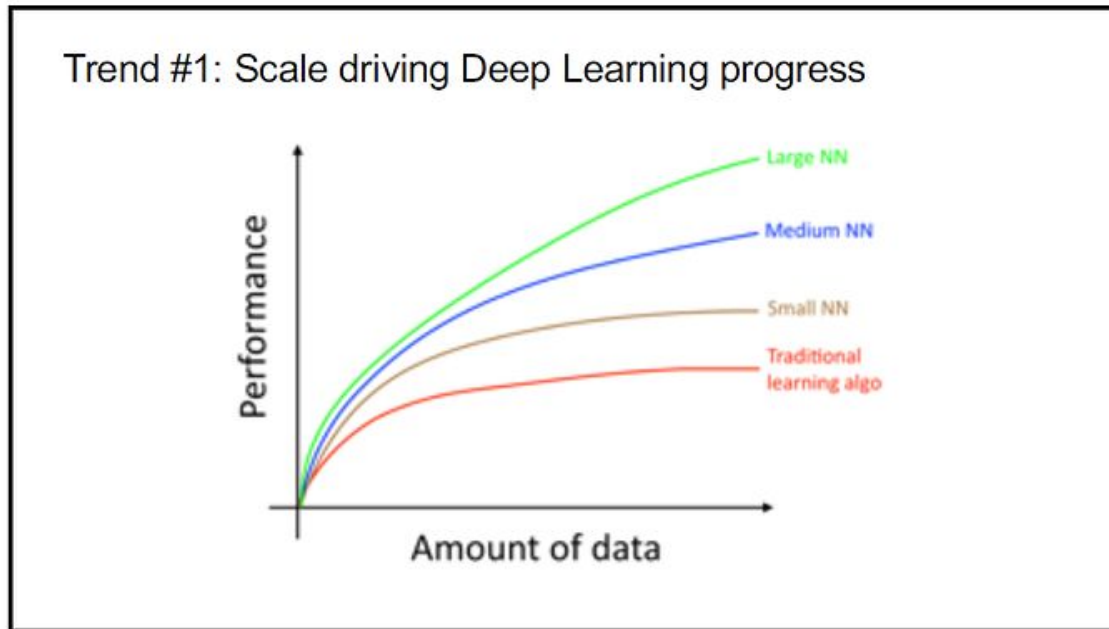 Trend #1: Scale driving Deep Learning progress
Large NN
Medium NN
Small NN
Traditional
learning algo
Performance
Amount of data